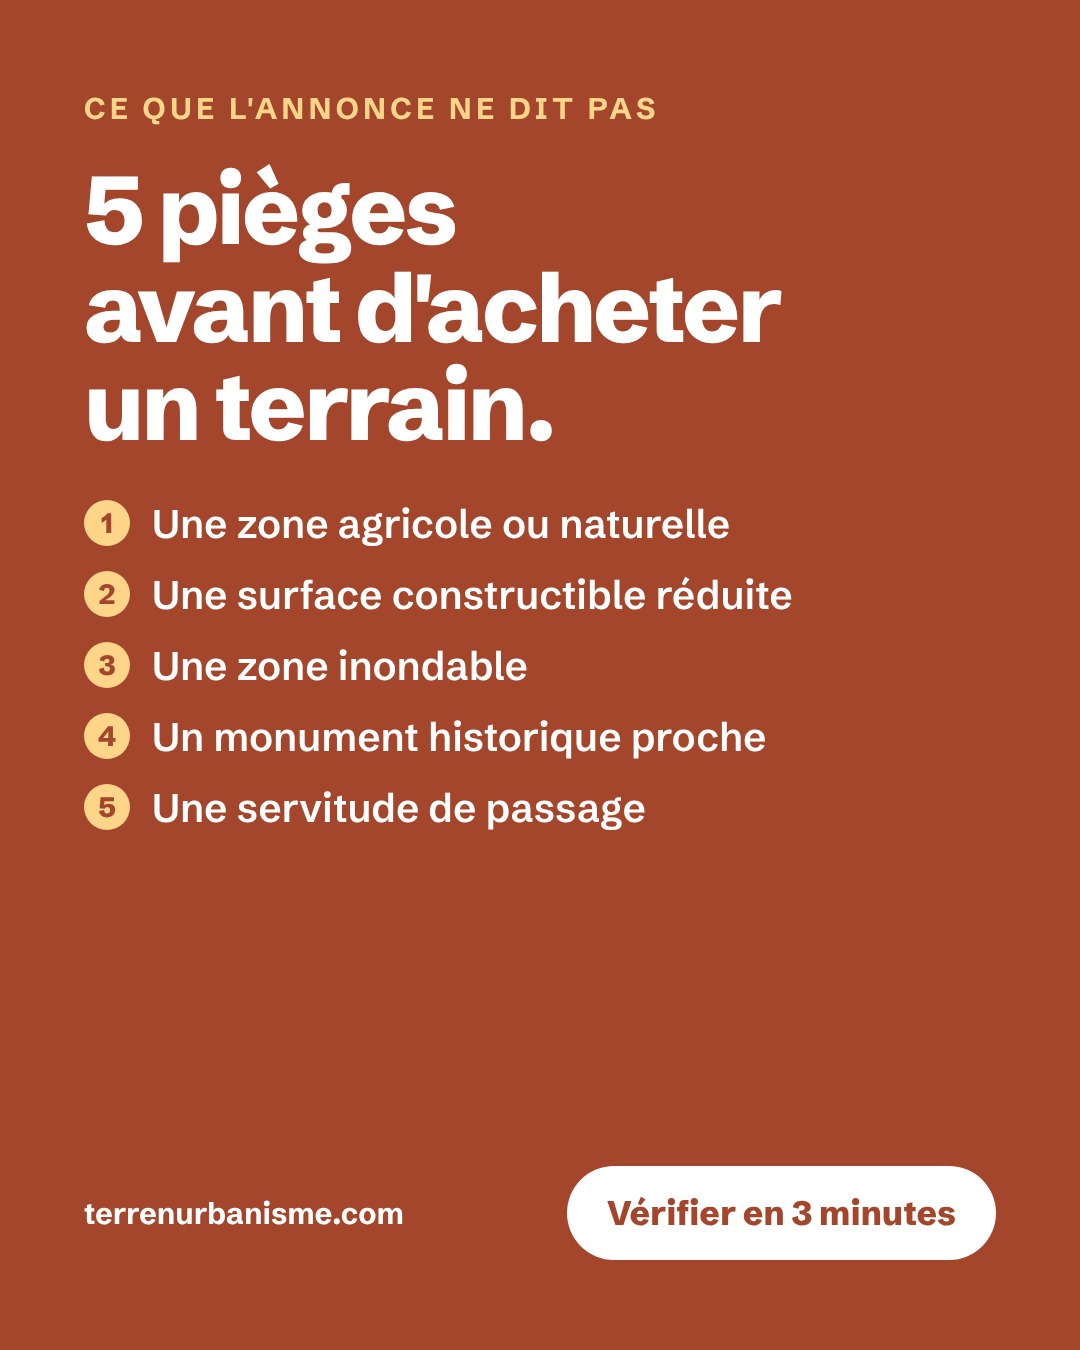 CE QUE L'ANNONCE NE DIT PAS
5 pièges
avant d'acheter
un terrain.
1 Une zone agricole ou naturelle
2 Une surface constructible réduite
3 Une zone inondable
4 Un monument historique proche
5 Une servitude de passage
terrenurbanisme.com
Vérifier en 3 minutes